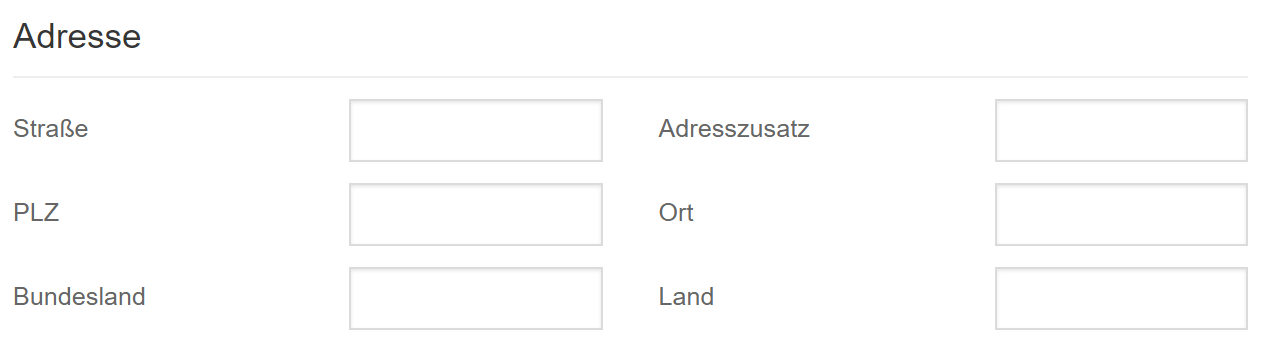 Adresse
Straße Adresszusatz
PLZ Ort
Bundesland Land